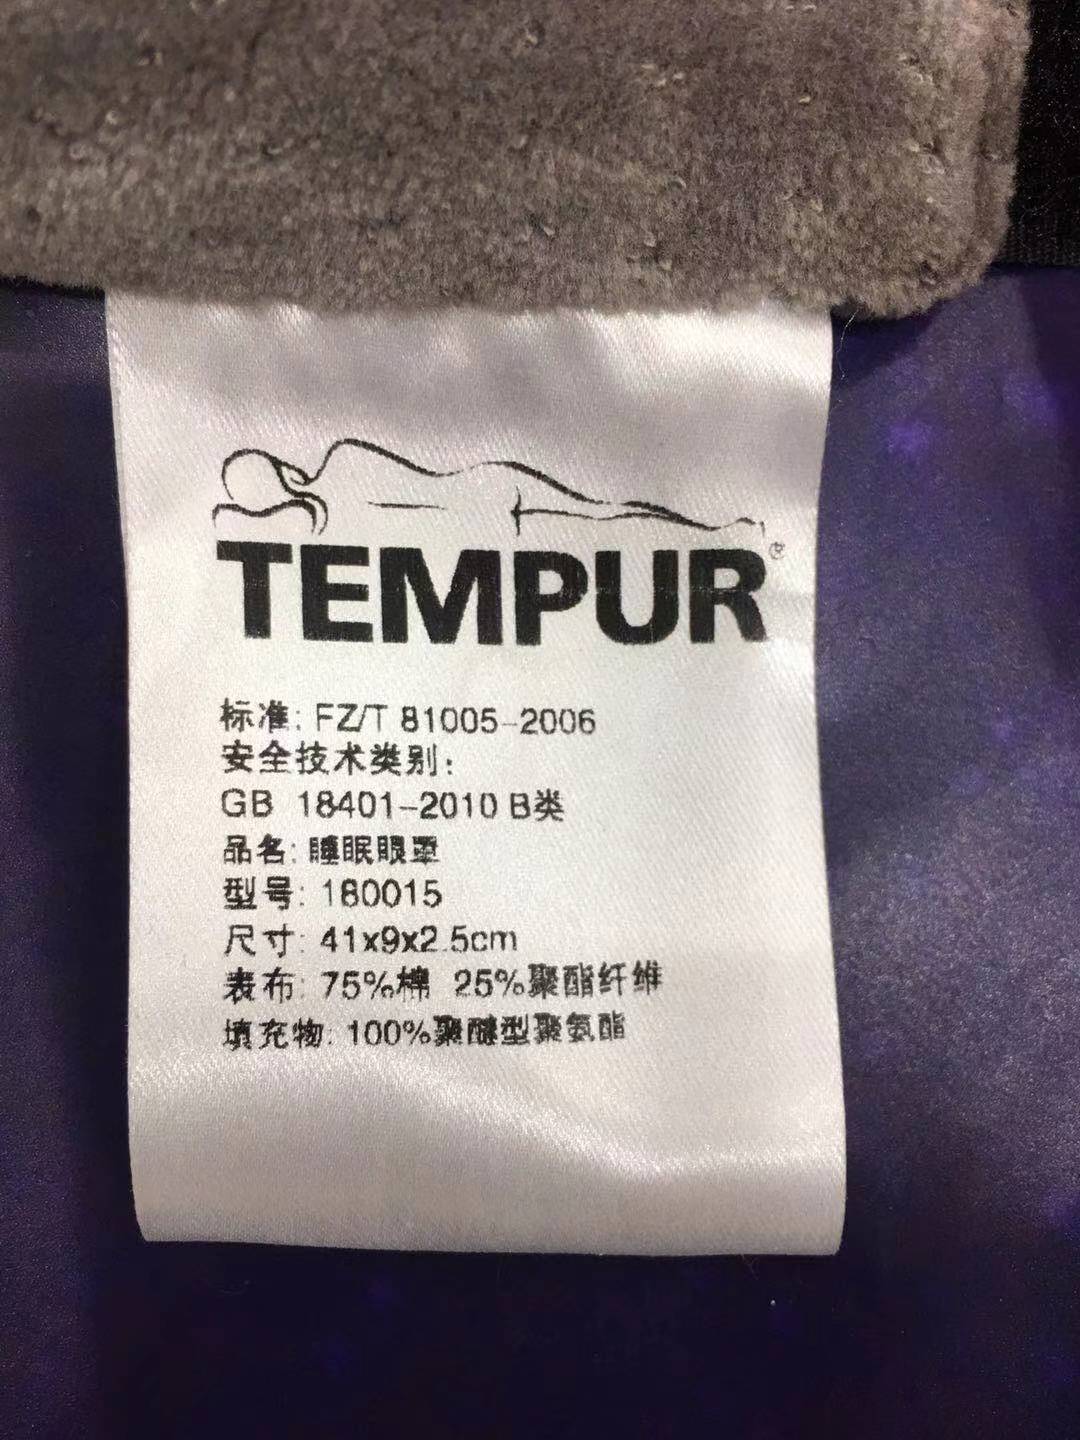 TEMPUR®
标准: FZ/T 81005-2006
安全技术类别:
GB 18401-2010 B类
品名: 睡眠眼罩
型号: 180015
尺寸: 41x9x2.5cm
表布: 75%棉 25%聚酯纤维
填充物: 100%聚醚型聚氨酯